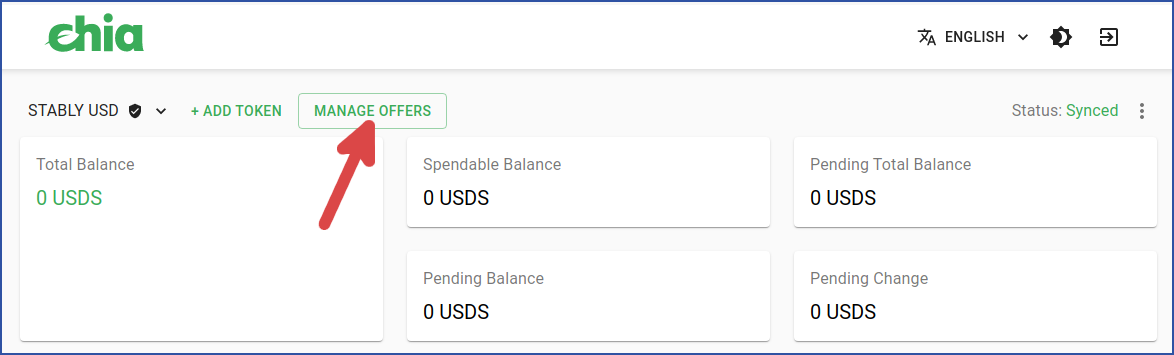 chia
ENGLISH
STABLY USD
+ ADD TOKEN
MANAGE OFFERS
Status: Synced
Total Balance
0 USDS
Spendable Balance
0 USDS
Pending Total Balance
0 USDS
Pending Balance
0 USDS
Pending Change
0 USDS